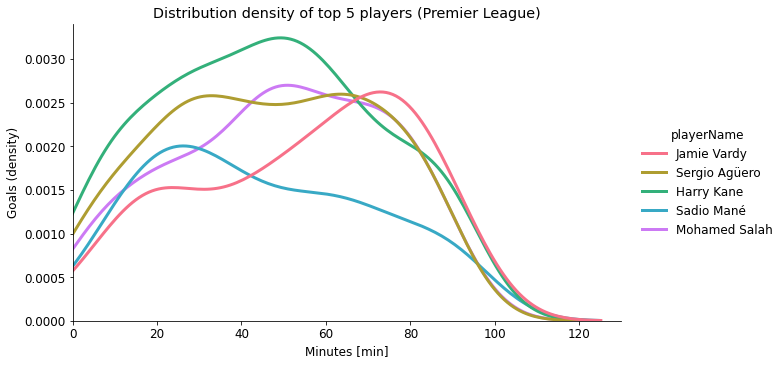 Distribution density of top 5 players (Premier League)
Goals (density)
0.0030
0.0025
0.0020
0.0015
0.0010
0.0005
0.0000
0 20 40 60 80 100 120
Minutes [min]
playerName
Jamie Vardy
Sergio Agüero
Harry Kane
Sadio Mané
Mohamed Salah